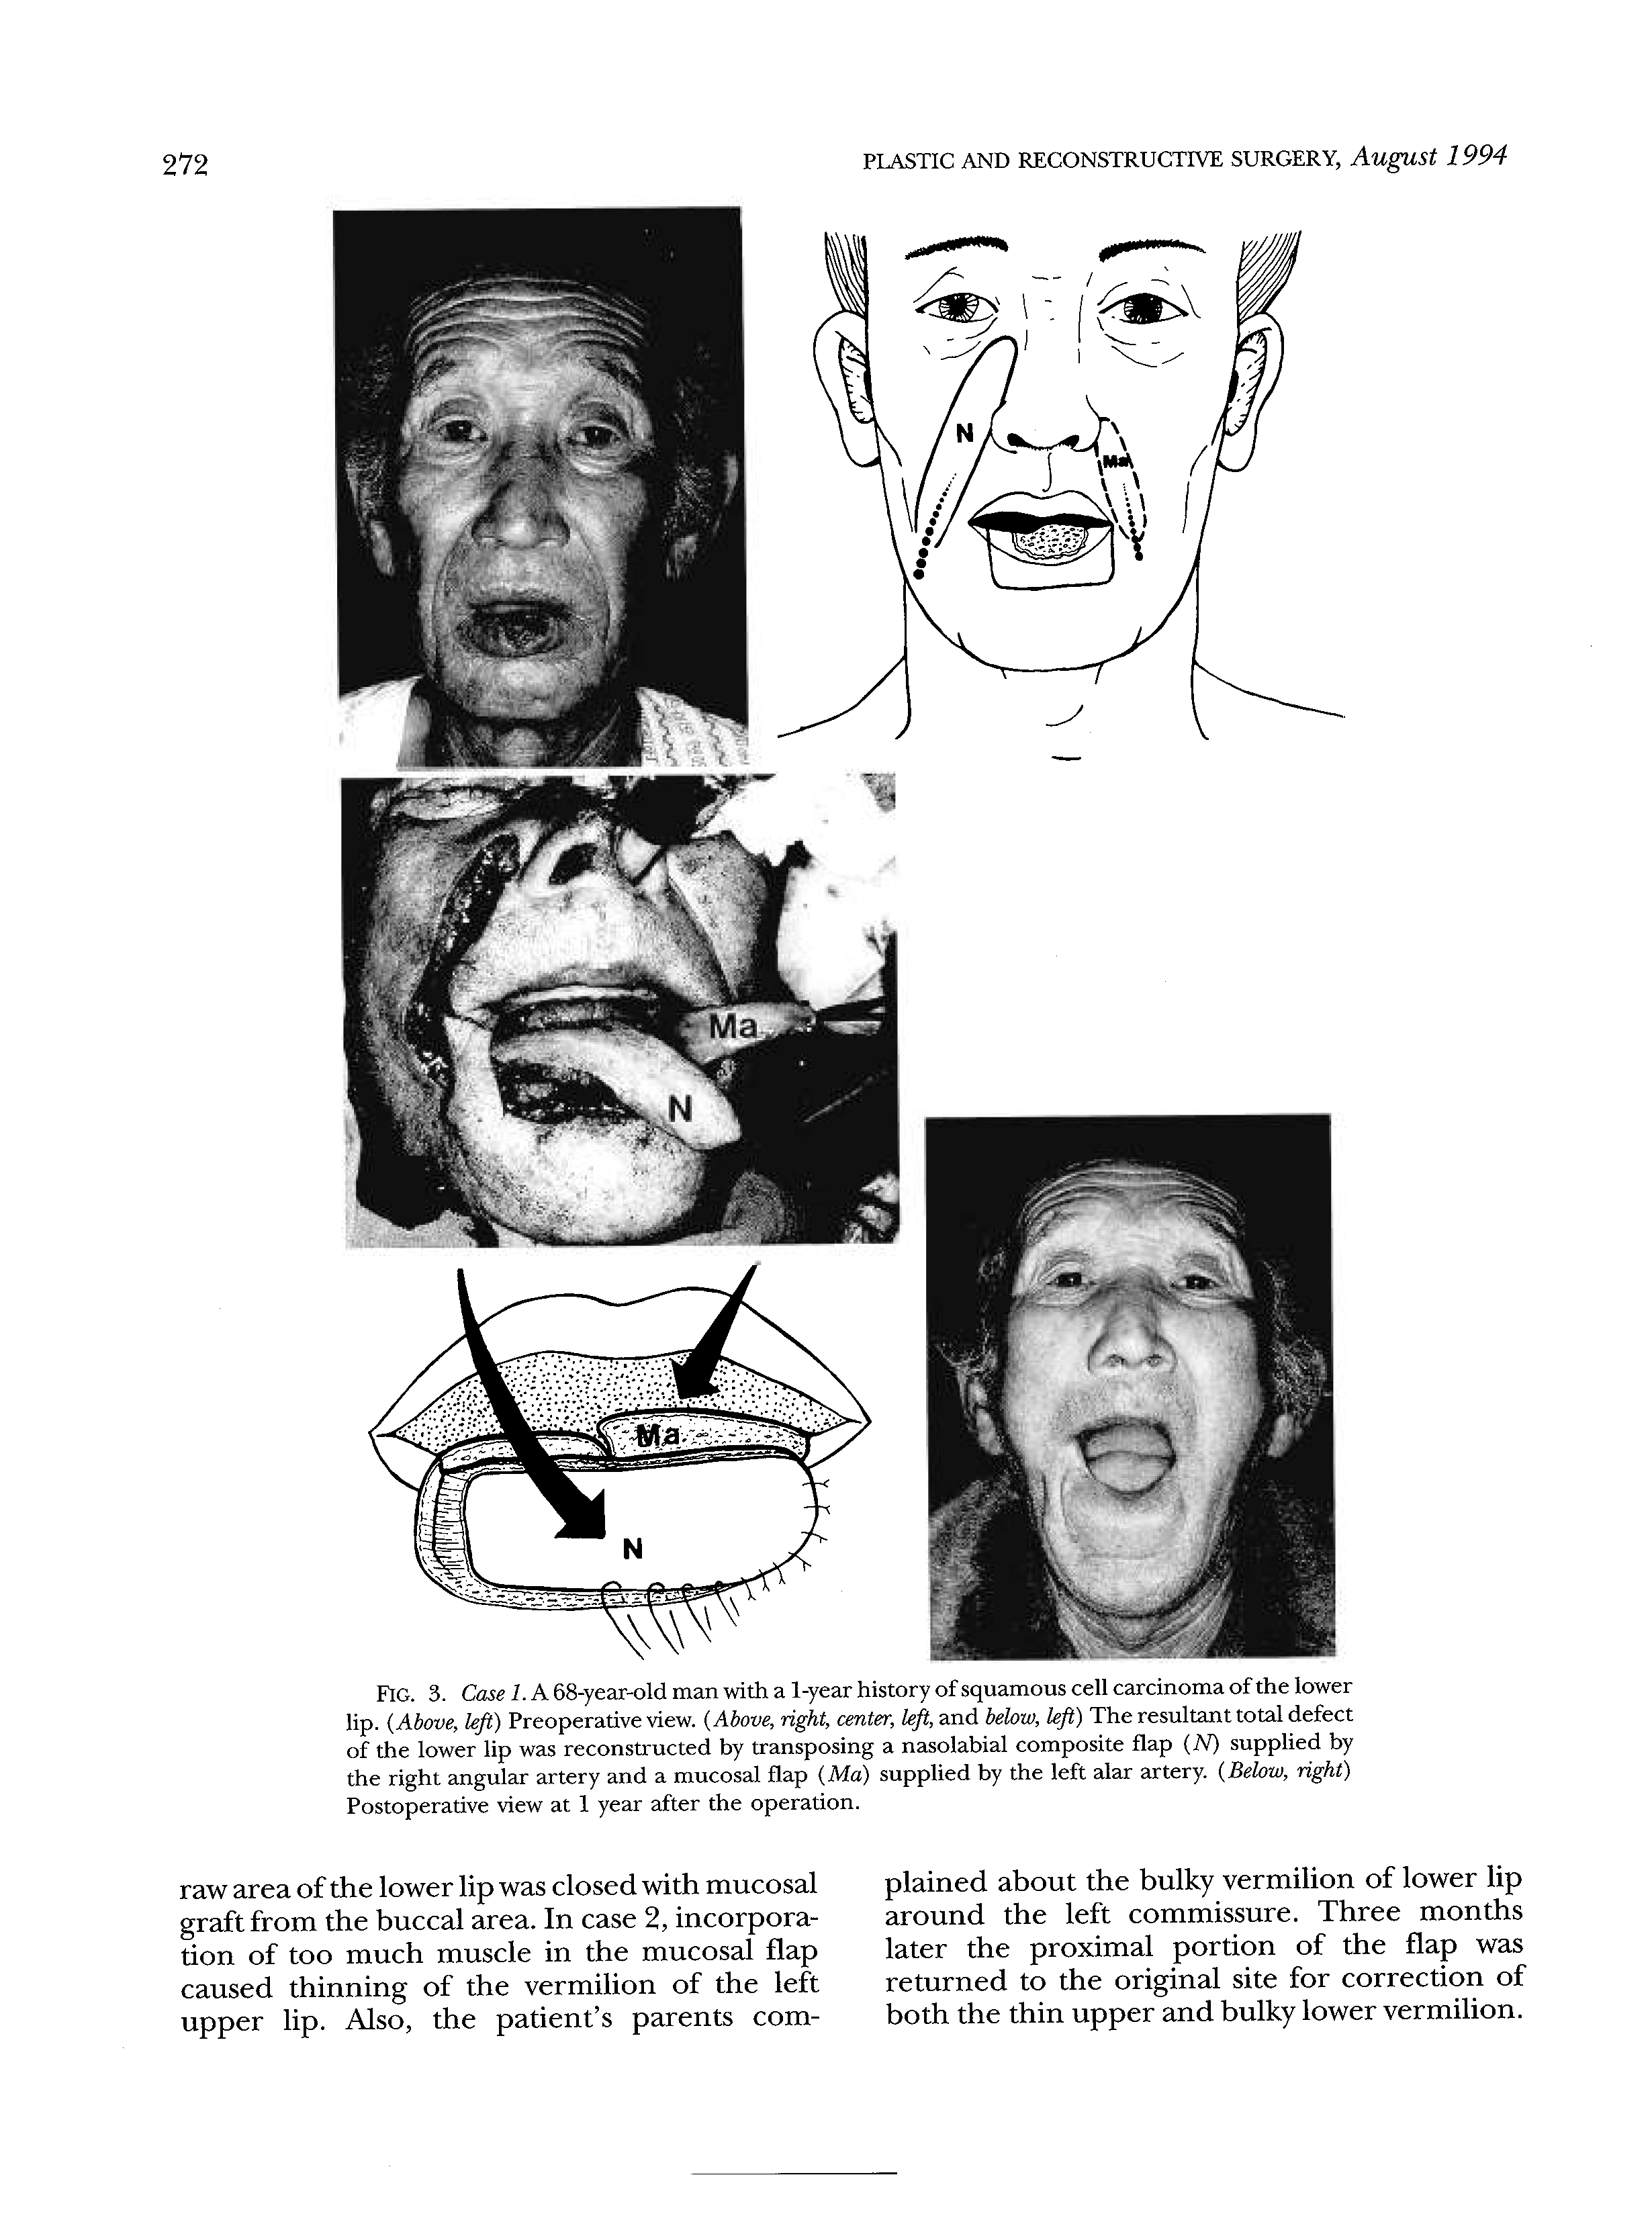 272
PLASTIC AND RECONSTRUCTIVE SURGERY, August 1994
N
Ma
Ma
N
Ma
N
FIG. 3. Case 1. A 68-year-old man with a 1-year history of squamous cell carcinoma of the lower
lip. (Above, left) Preoperative view. (Above, right, center, left, and below, left) The resultant total defect
of the lower lip was reconstructed by transposing a nasolabial composite flap (N) supplied by
the right angular artery and a mucosal flap (Ma) supplied by the left alar artery. (Below, right)
Postoperative view at 1 year after the operation.
raw area of the lower lip was closed with mucosal
graft from the buccal area. In case 2, incorpora-
tion of too much muscle in the mucosal flap
caused thinning of the vermilion of the left
upper lip. Also, the patient's parents com-
plained about the bulky vermilion of lower lip
around the left commissure. Three months
later the proximal portion of the flap was
returned to the original site for correction of
both the thin upper and bulky lower vermilion.